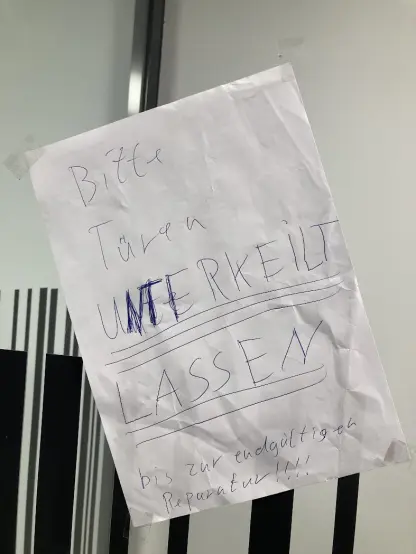 Bitte
Türen
UNTERKEiLT
LASSEN
bis zur endgültigen
Reparatur!!!!